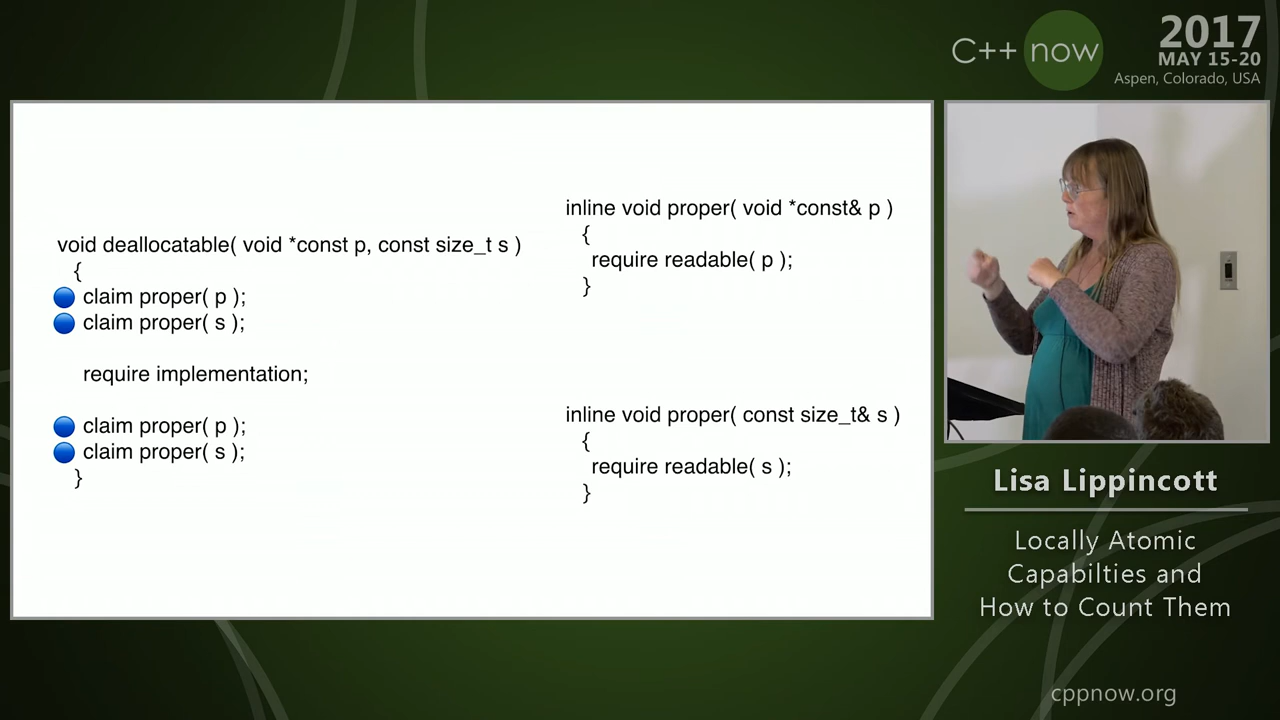 C++ now
2017
MAY 15-20
Aspen, Colorado, USA
void deallocatable( void *const p, const size_t s )
{
claim proper( p );
claim proper( s );
require implementation;
claim proper( p );
claim proper( s );
}
inline void proper( void *const& p )
{
require readable( p );
}
inline void proper( const size_t& s )
{
require readable( s );
}
Lisa Lippincott
Locally Atomic
Capabilties and
How to Count Them
cppnow.org